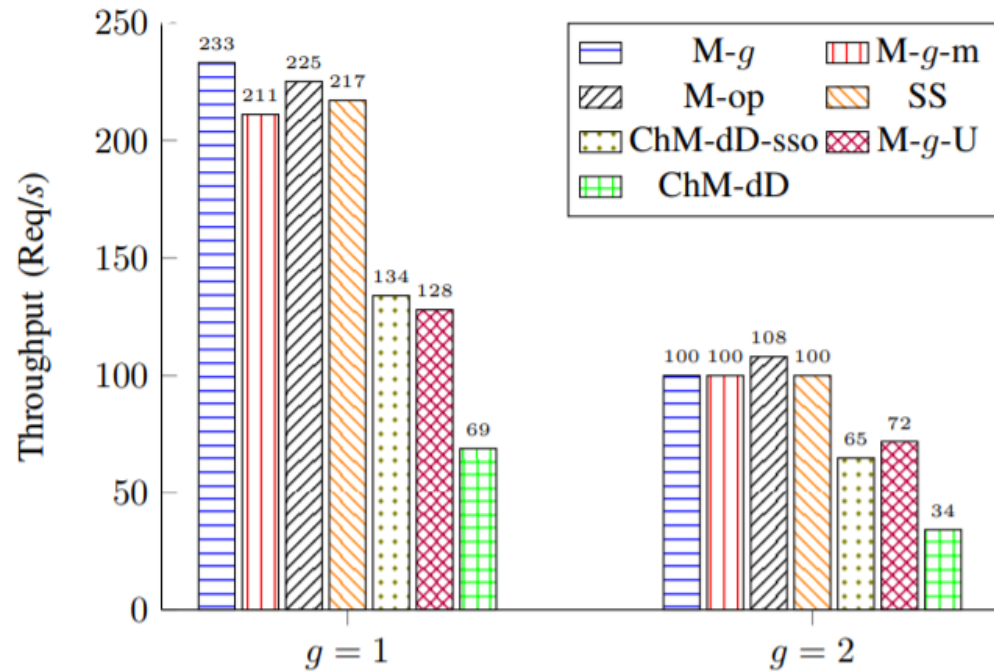 Throughput (Req/s)
250
200
150
100
50
0
233
211
225
217
134
128
69
100
100
108
100
65
72
34
g = 1
g = 2
M-g
M-g-m
M-op
SS
ChM-dD-sso
M-g-U
ChM-dD